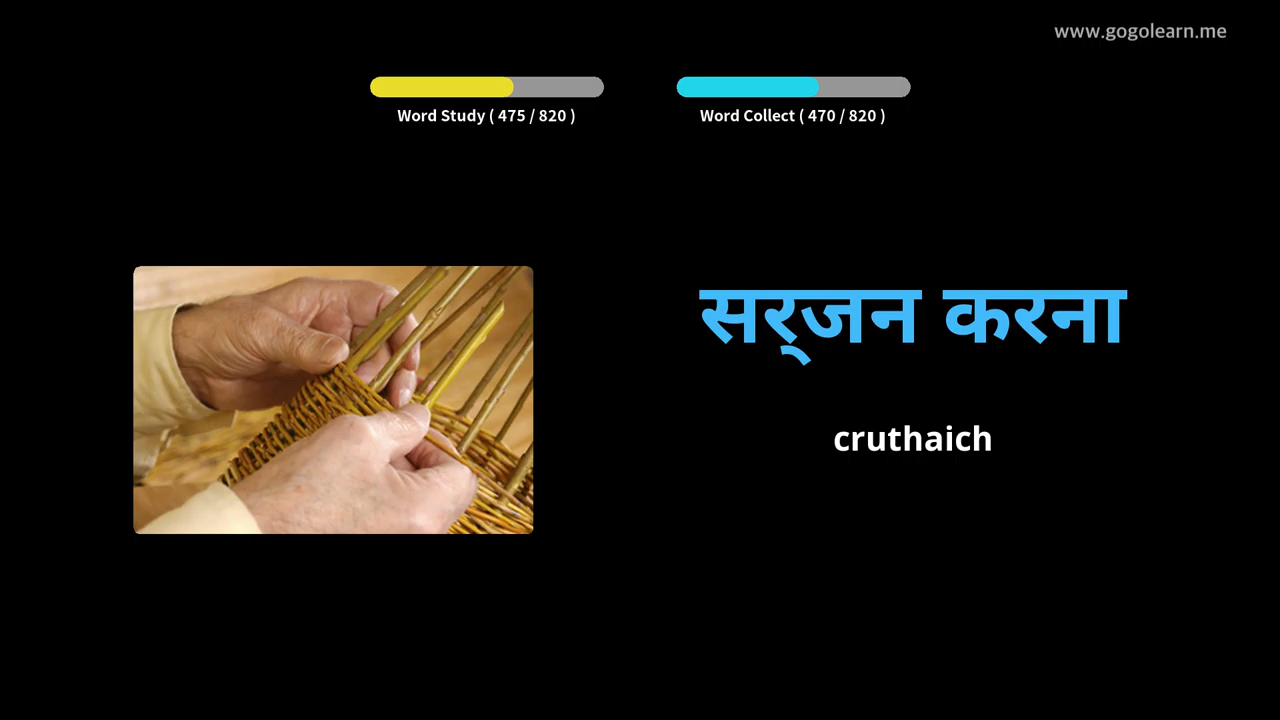 www.gogolearn.me
Word Study ( 475 / 820 )
Word Collect ( 470 / 820 )
सर्‌जन करना
cruthaich